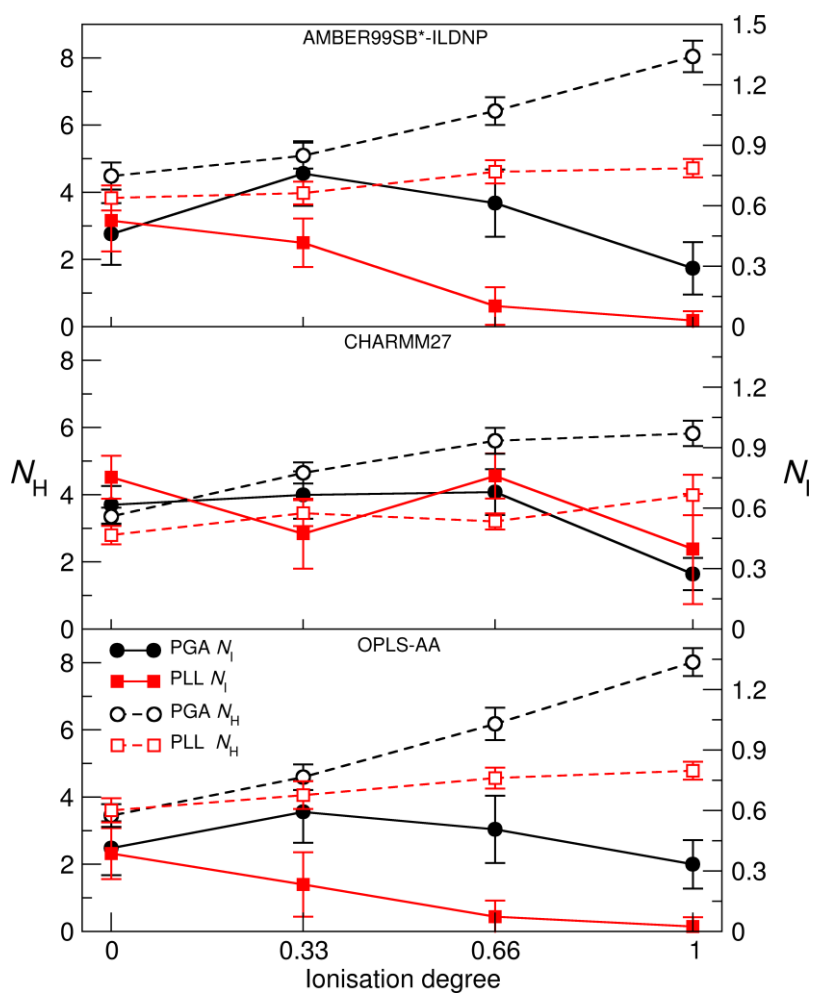 AMBER99SB*-ILDNP
8
6
4
2
0
1.5
1.2
0.9
0.6
0.3
0
CHARMM27
8
6
4
2
0
1.2
0.9
0.6
0.3
0
N_H
N_I
OPLS-AA
PGA N_I
PLL N_I
PGA N_H
PLL N_H
8
6
4
2
0
1.2
0.9
0.6
0.3
0
0 0.33 0.66 1
Ionisation degree